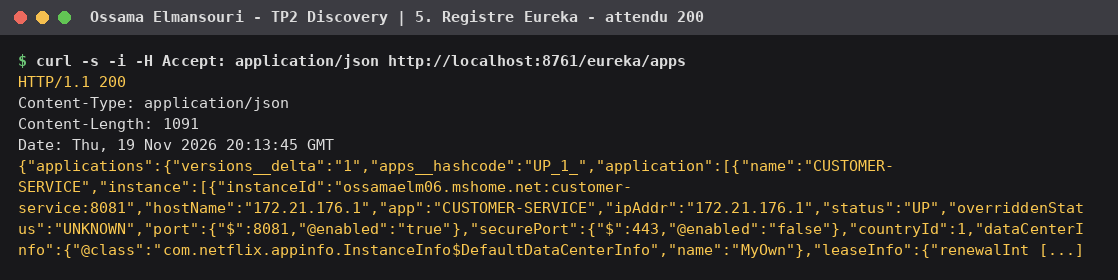 Ossama Elmansouri - TP2 Discovery | 5. Registre Eureka - attendu 200
$ curl -s -i -H Accept: application/json http://localhost:8761/eureka/apps
HTTP/1.1 200
Content-Type: application/json
Content-Length: 1091
Date: Thu, 19 Nov 2026 20:13:45 GMT
{"applications":{"versions__delta":"1","apps__hashcode":"UP_1_","application":[{"name":"CUSTOMER-
SERVICE","instance":[{"instanceId":"ossamaelm06.mshome.net:customer-
service:8081","hostName":"172.21.176.1","app":"CUSTOMER-SERVICE","ipAddr":"172.21.176.1","status":"UP","overriddenStat
us":"UNKNOWN","port":{"$":8081,"@enabled":"true"},"securePort":{"$":443,"@enabled":"false"},"countryId":1,"dataCenterI
nfo":{"@class":"com.netflix.appinfo.InstanceInfo$DefaultDataCenterInfo","name":"MyOwn"},"leaseInfo":{"renewalInt [...]